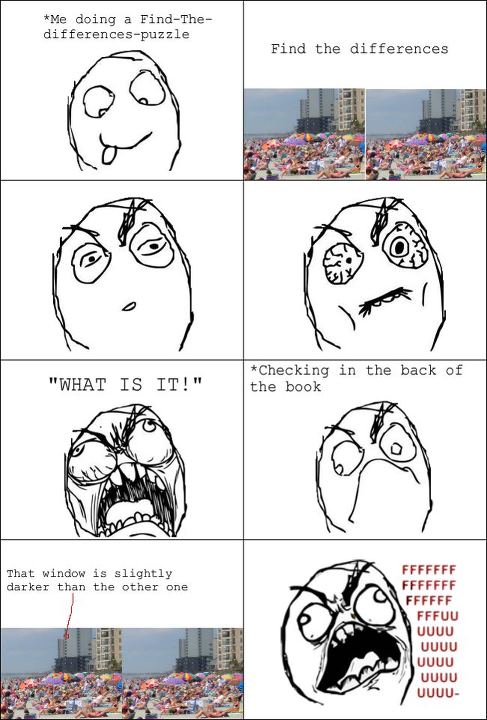 *Me doing a Find-The-
differences-puzzle
Find the differences
"WHAT IS IT!"
*Checking in the back of
the book
That window is slightly
darker than the other one
FFFFFFF
FFFFFFF
FFFFFF
FFFUU
UUUU
UUUU
UUUU
UUUU
UUUU-